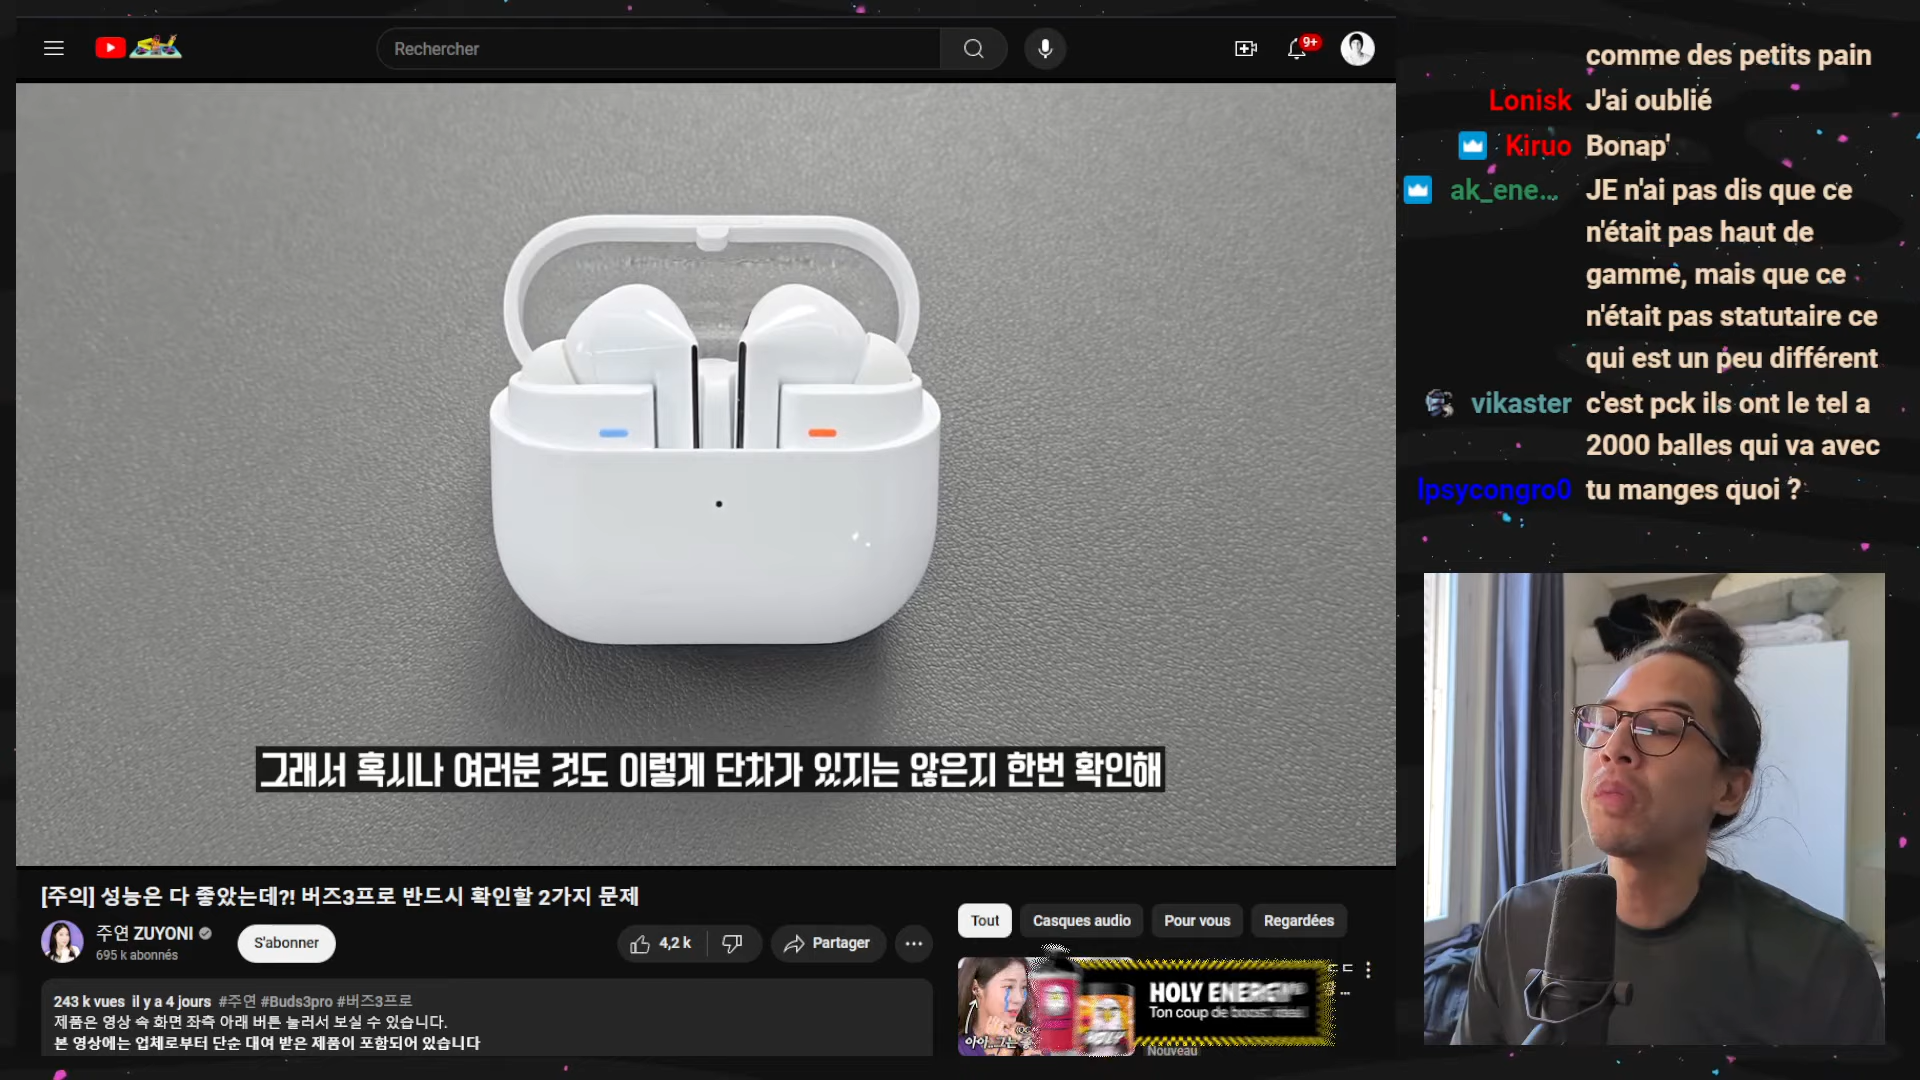 Rechercher
9+
그래서 혹시나 여러분 것도 이렇게 단차가 있지는 않은지 한번 확인해
[주의] 성능은 다 좋았는데?! 버즈3프로 반드시 확인할 2가지 문제
주연 ZUYONI
695 k abonnés
S'abonner
4,2 k
Partager
243 k vues il y a 4 jours #주연 #Buds3pro #버즈3프로
제품은 영상 속 화면 좌측 아래 버튼 눌러서 보실 수 있습니다.
본 영상에는 업체로부터 단순 대여 받은 제품이 포함되어 있습니다
Tout
Casques audio
Pour vous
Regardées
HOLY ENERGY
Ton coup de boost
Nouveau
comme des petits pain
Lonisk J'ai oublié
Kiruo Bonap'
ak_ene... JE n'ai pas dis que ce
n'était pas haut de
gamme, mais que ce
n'était pas statutaire ce
qui est un peu différent
vikaster c'est pck ils ont le tel a
2000 balles qui va avec
lpsycongro0 tu manges quoi ?